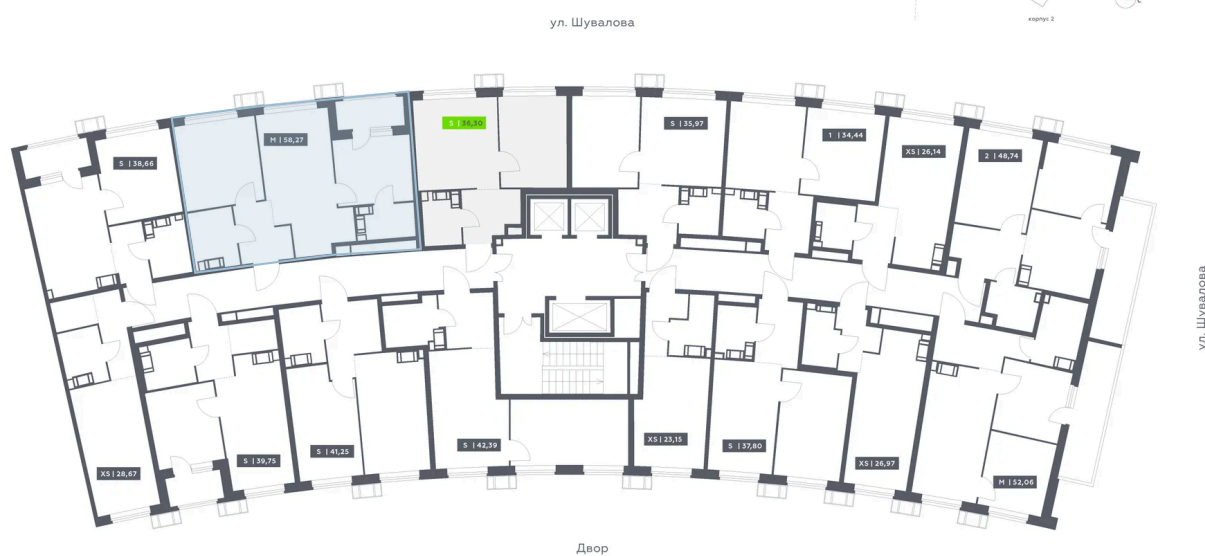 корпус 2
ул. Шувалова
S | 38,66
M | 58,27
S | 36,30
S | 35,97
1 | 34,44
XS | 26,14
2 | 48,74
ул. Шувалова
XS | 28,67
S | 39,75
S | 41,25
S | 42,39
XS | 23,15
S | 37,80
XS | 26,97
M | 52,06
Двор